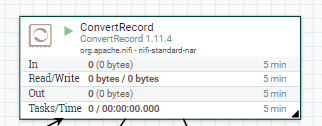 ConvertRecord
ConvertRecord 1.11.4
org.apache.nifi - nifi-standard-nar
In 0 (0 bytes) 5 min
Read/Write 0 bytes / 0 bytes 5 min
Out 0 (0 bytes) 5 min
Tasks/Time 0 / 00:00:00.000 5 min